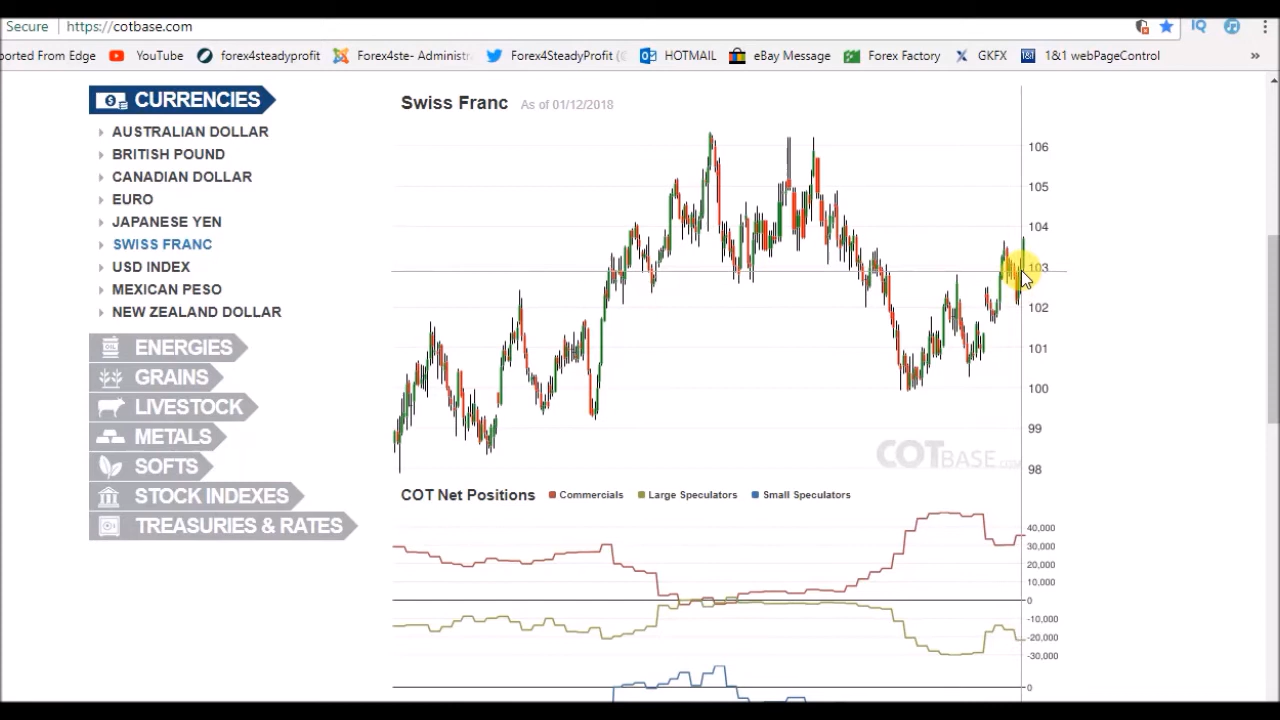 Secure https://cotbase.com
orted From Edge YouTube forex4steadyprofit Forex4ste- Administr Forex4SteadyProfit (@ HOTMAIL eBay Merchandise Forex Factory GKFX 1&1 webPageControl »
CURRENCIES
AUSTRALIAN DOLLAR
BRITISH POUND
CANADIAN DOLLAR
EURO
JAPANESE YEN
SWISS FRANC
USD INDEX
MEXICAN PESO
NEW ZEALAND DOLLAR
ENERGIES
GRAINS
LIVESTOCK
METALS
SOFTS
STOCK INDEXES
TREASURIES & RATES
Swiss Franc As of 01/12/2018
106
105
104
103
102
101
100
99
98
COTBASE.COM
COT Net Positions Commercials Large Speculators Small Speculators
40,000
30,000
20,000
10,000
0
-10,000
-20,000
-30,000
0